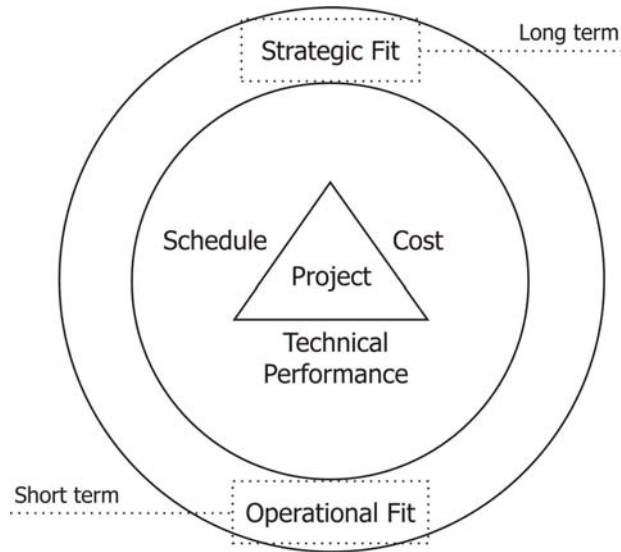 Long term
Strategic Fit
Schedule
Cost
Project
Technical
Performance
Short term
Operational Fit